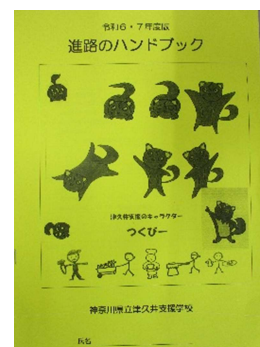 令和6・7年度版
進路のハンドブック
津久井支援のキャラクター
つくぴー
神奈川県立津久井支援学校
氏名